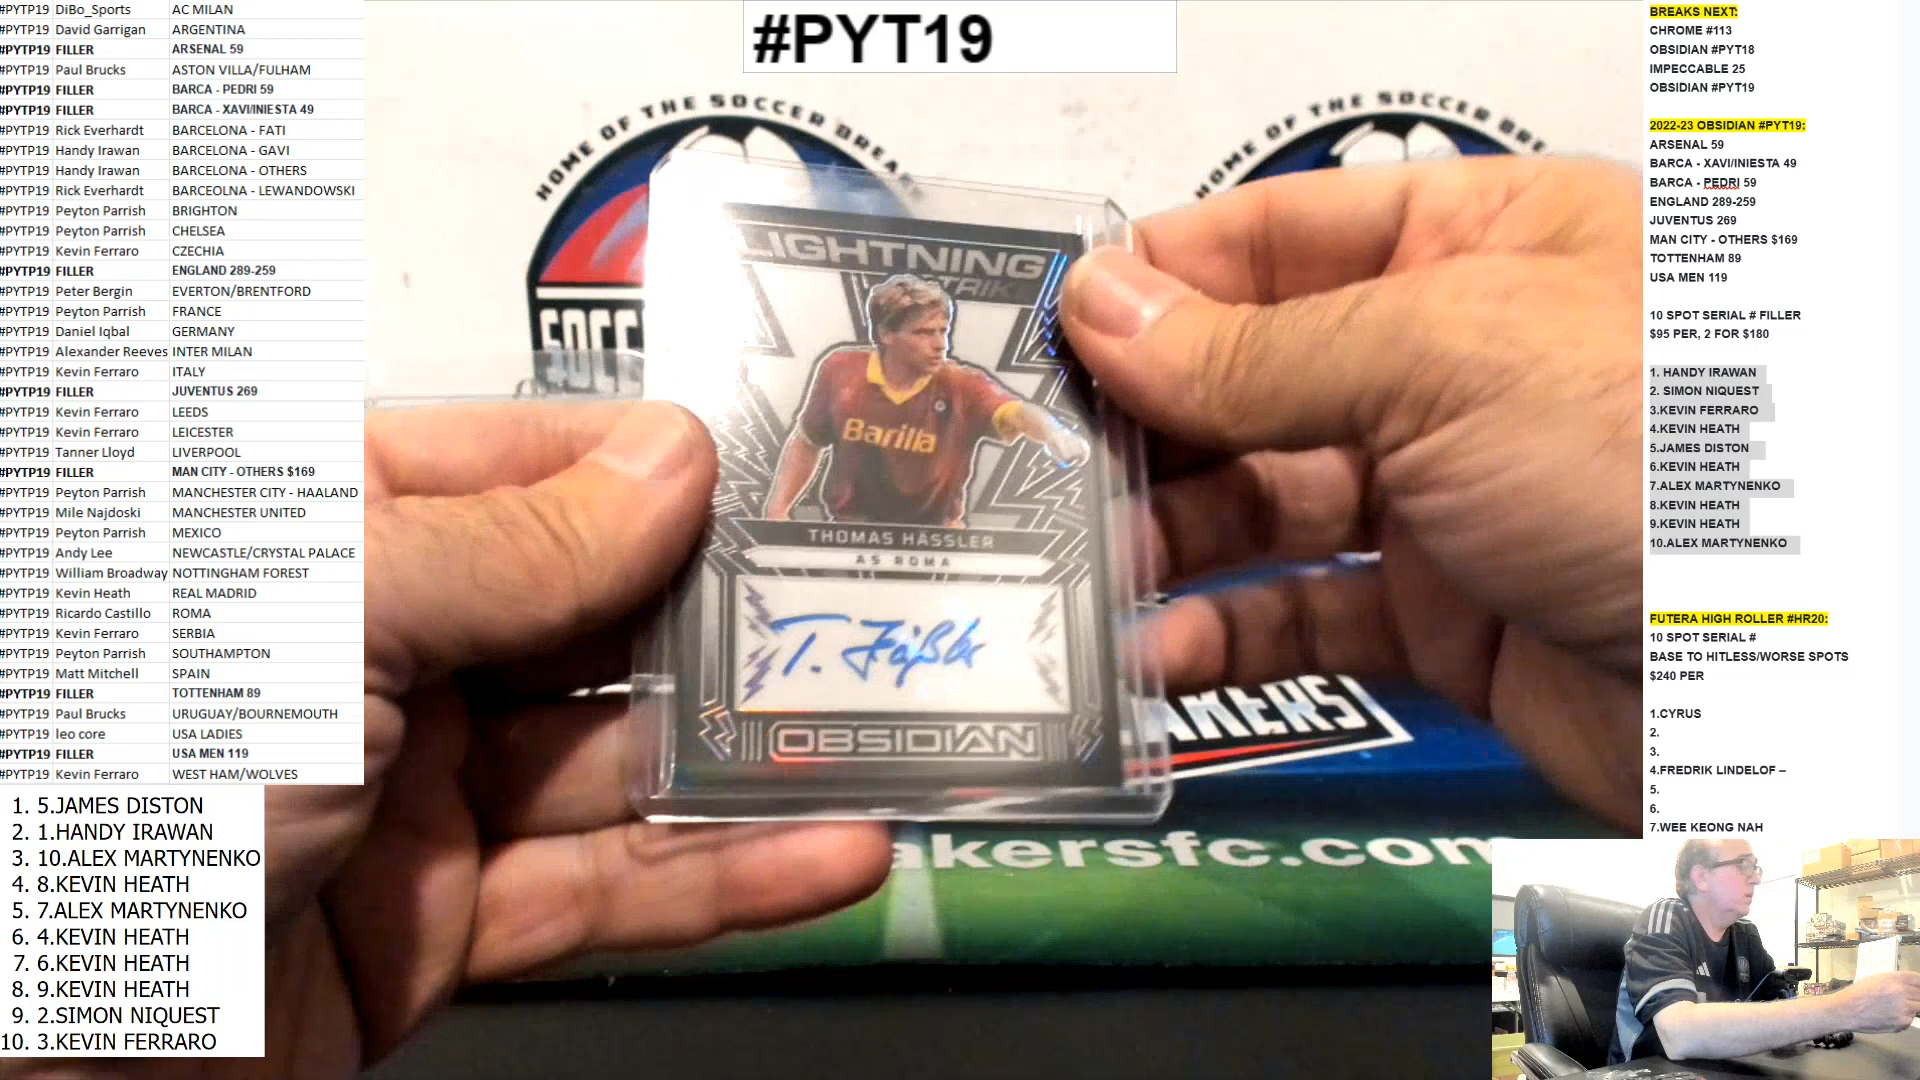 #PYTP19 DiBo_Sports AC MILAN
#PYTP19 David Garrigan ARGENTINA
#PYTP19 FILLER ARSENAL 59
#PYTP19 Paul Brucks ASTON VILLA/FULHAM
#PYTP19 FILLER BARCA - PEDRI 59
#PYTP19 FILLER BARCA - XAVI/INIESTA 49
#PYTP19 Rick Everhardt BARCELONA - FATI
#PYTP19 Handy Irawan BARCELONA - GAVI
#PYTP19 Handy Irawan BARCELONA - OTHERS
#PYTP19 Rick Everhardt BARCEOLNA - LEWANDOWSKI
#PYTP19 Peyton Parrish BRIGHTON
#PYTP19 Peyton Parrish CHELSEA
#PYTP19 Kevin Ferraro CZECHIA
#PYTP19 FILLER ENGLAND 289-259
#PYTP19 Peter Bergin EVERTON/BRENTFORD
#PYTP19 Peyton Parrish FRANCE
#PYTP19 Daniel Iqbal GERMANY
#PYTP19 Alexander Reeves INTER MILAN
#PYTP19 Kevin Ferraro ITALY
#PYTP19 FILLER JUVENTUS 269
#PYTP19 Kevin Ferraro LEEDS
#PYTP19 Kevin Ferraro LEICESTER
#PYTP19 Tanner Lloyd LIVERPOOL
#PYTP19 FILLER MAN CITY - OTHERS $169
#PYTP19 Peyton Parrish MANCHESTER CITY - HAALAND
#PYTP19 Mile Najdoski MANCHESTER UNITED
#PYTP19 Peyton Parrish MEXICO
#PYTP19 Andy Lee NEWCASTLE/CRYSTAL PALACE
#PYTP19 William Broadway NOTTINGHAM FOREST
#PYTP19 Kevin Heath REAL MADRID
#PYTP19 Ricardo Castillo ROMA
#PYTP19 Kevin Ferraro SERBIA
#PYTP19 Peyton Parrish SOUTHAMPTON
#PYTP19 Matt Mitchell SPAIN
#PYTP19 FILLER TOTTENHAM 89
#PYTP19 Paul Brucks URUGUAY/BOURNEMOUTH
#PYTP19 leo core USA LADIES
#PYTP19 FILLER USA MEN 119
#PYTP19 Kevin Ferraro WEST HAM/WOLVES
1. 5.JAMES DISTON
2. 1.HANDY IRAWAN
3. 10.ALEX MARTYNENKO
4. 8.KEVIN HEATH
5. 7.ALEX MARTYNENKO
6. 4.KEVIN HEATH
7. 6.KEVIN HEATH
8. 9.KEVIN HEATH
9. 2.SIMON NIQUEST
10. 3.KEVIN FERRARO
#PYT19
HOME OF THE SOCCER BREAK
HOME OF THE SOCCER BRE
SOCC
LIGHTNING
Barilla
THOMAS HÄSSLER
AS ROMA
T. Häßler
OBSIDIAN
AKERS
akersfc.com
BREAKS NEXT:
CHROME #113
OBSIDIAN #PYT18
IMPECCABLE 25
OBSIDIAN #PYT19
2022-23 OBSIDIAN #PYT19:
ARSENAL 59
BARCA - XAVI/INIESTA 49
BARCA - PEDRI 59
ENGLAND 289-259
JUVENTUS 269
MAN CITY - OTHERS $169
TOTTENHAM 89
USA MEN 119
10 SPOT SERIAL # FILLER
$95 PER, 2 FOR $180
1. HANDY IRAWAN
2. SIMON NIQUEST
3.KEVIN FERRARO
4.KEVIN HEATH
5.JAMES DISTON
6.KEVIN HEATH
7.ALEX MARTYNENKO
8.KEVIN HEATH
9.KEVIN HEATH
10.ALEX MARTYNENKO
FUTERA HIGH ROLLER #HR20:
10 SPOT SERIAL #
BASE TO HITLESS/WORSE SPOTS
$240 PER
1.CYRUS
2.
3.
4.FREDRIK LINDELOF –
5.
6.
7.WEE KEONG NAH